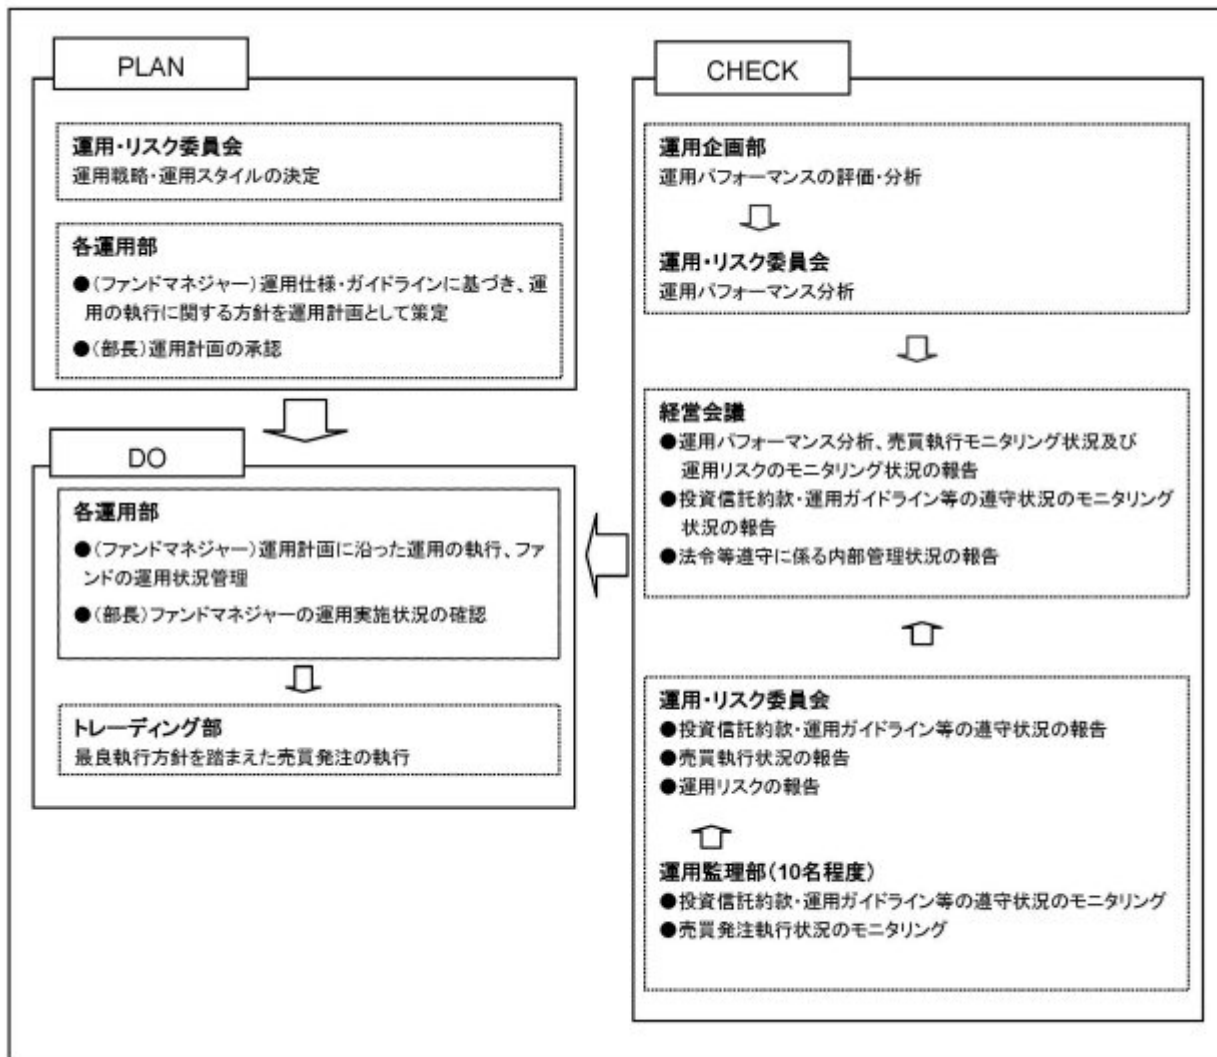 PLAN
運用・リスク委員会
運用戦略・運用スタイルの決定
各運用部
●(ファンドマネジャー)運用仕様・ガイドラインに基づき、運
用の執行に関する方針を運用計画として策定
●(部長)運用計画の承認
DO
各運用部
●(ファンドマネジャー)運用計画に沿った運用の執行、ファ
ンドの運用状況管理
●(部長)ファンドマネジャーの運用実施状況の確認
トレーディング部
最良執行方針を踏まえた売買発注の執行
CHECK
運用企画部
運用パフォーマンスの評価・分析
運用・リスク委員会
運用パフォーマンス分析
経営会議
●運用パフォーマンス分析、売買執行モニタリング状況及び
運用リスクのモニタリング状況の報告
●投資信託約款・運用ガイドライン等の遵守状況のモニタリング
状況の報告
●法令等遵守に係る内部管理状況の報告
運用・リスク委員会
●投資信託約款・運用ガイドライン等の遵守状況の報告
●売買執行状況の報告
●運用リスクの報告
運用監理部(10名程度)
●投資信託約款・運用ガイドライン等の遵守状況のモニタリング
●売買発注執行状況のモニタリング